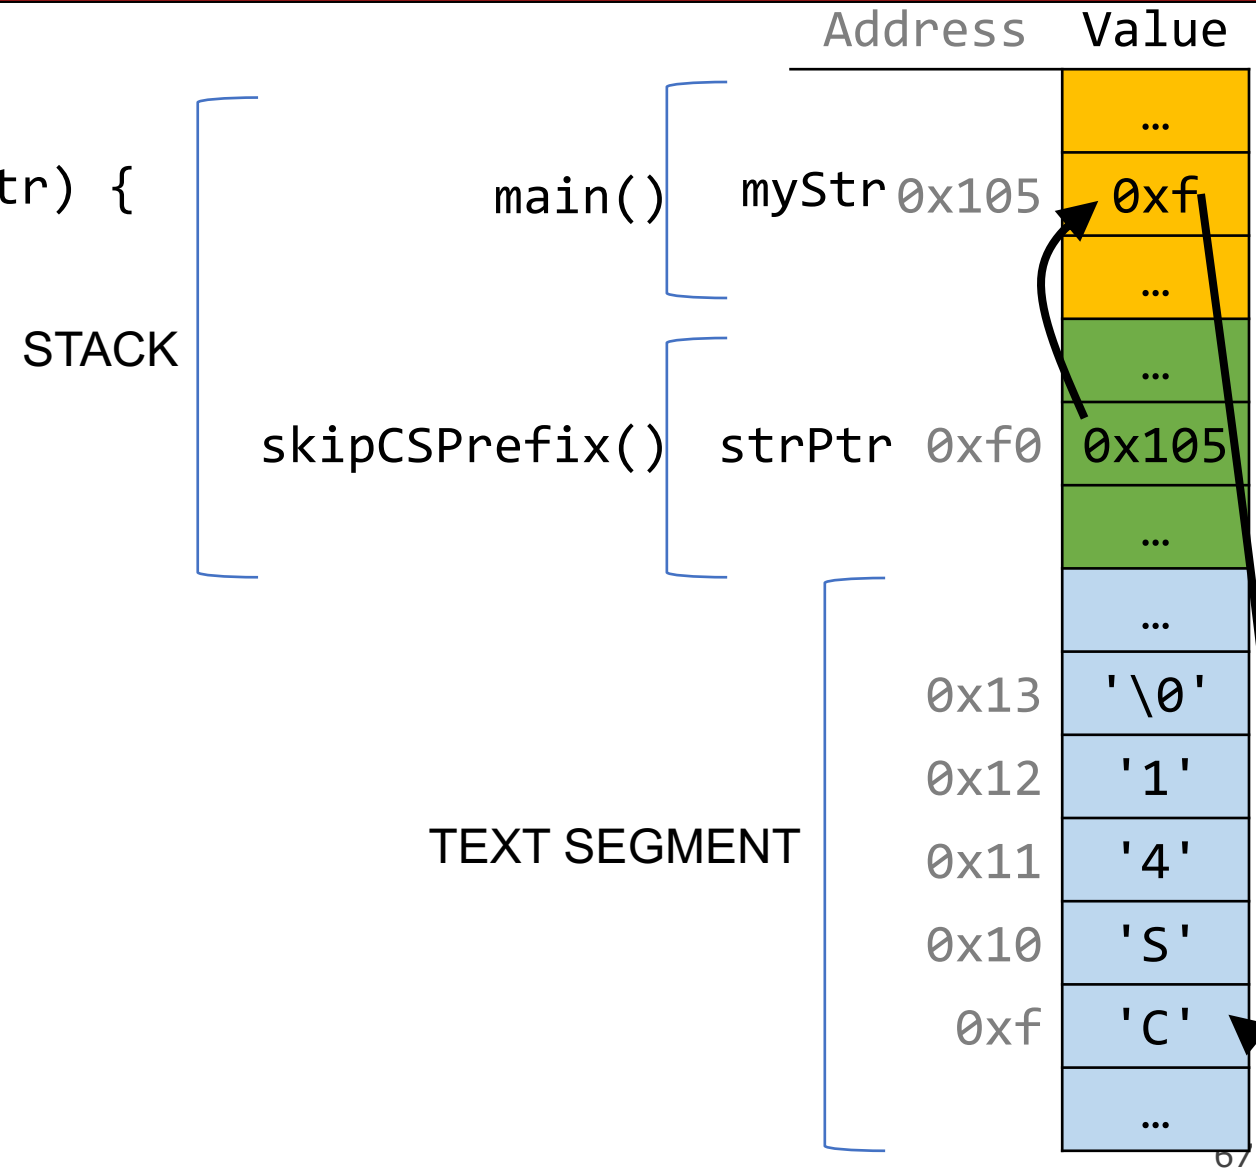 Address Value
…
tr) {
main() myStr 0x105 0xf
…
STACK
…
skipCSPrefix() strPtr 0xf0 0x105
…
…
0x13 '\0'
0x12 '1'
TEXT SEGMENT
0x11 '4'
0x10 'S'
0xf 'C'
…
67